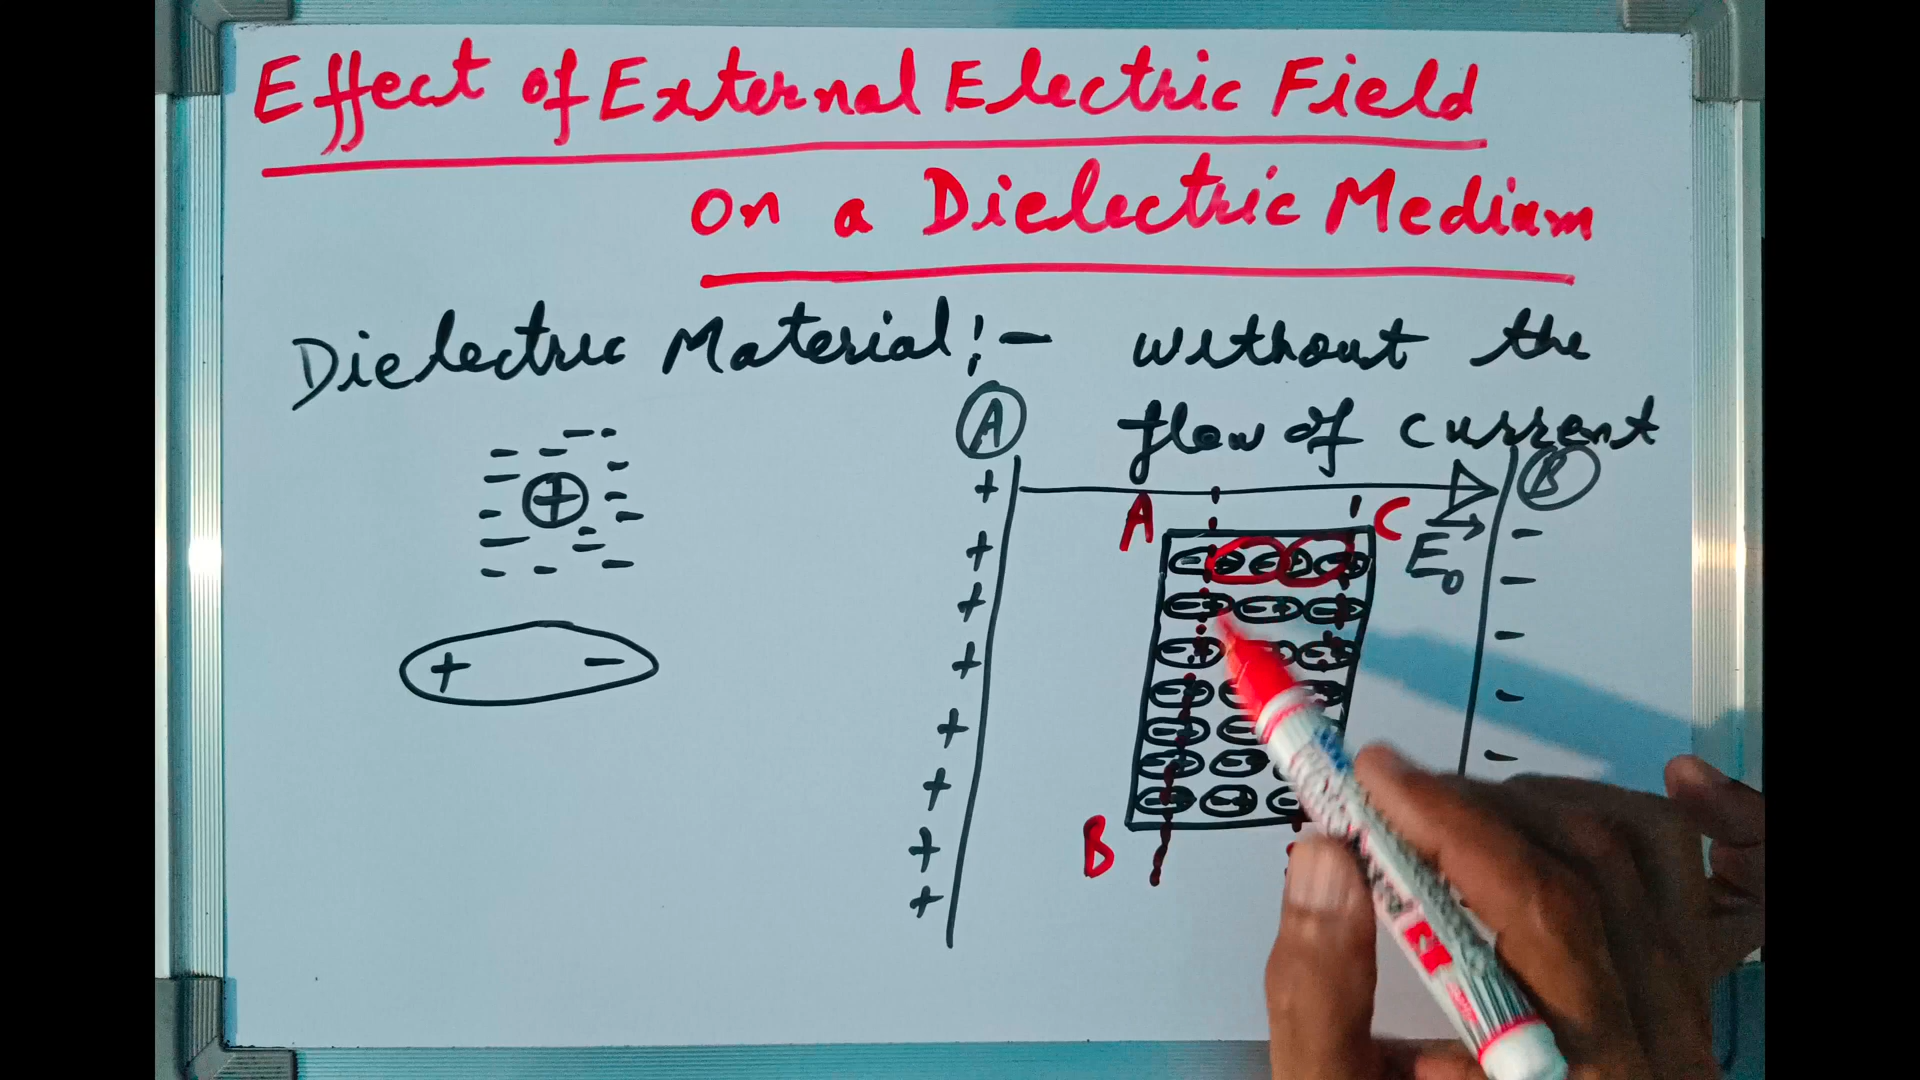 Effect of External Electric Field
on a Dielectric Medium
Dielectric Material:- without the
flow of current
A
B
+ -
A
C
E₀
B